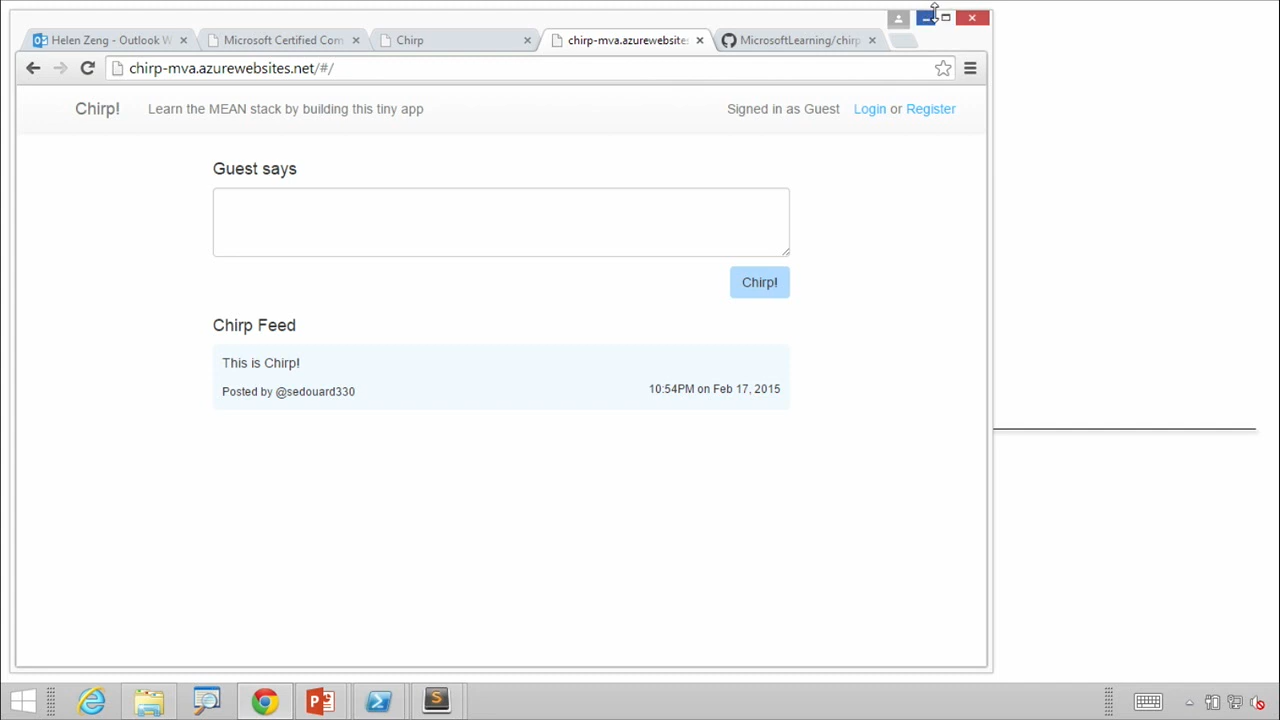 Helen Zeng - Outlook W
Microsoft Certified Com
Chirp
chirp-mva.azurewebsites
MicrosoftLearning/chirp
chirp-mva.azurewebsites.net/#/
Chirp! Learn the MEAN stack by building this tiny app Signed in as Guest Login or Register
Guest says
Chirp!
Chirp Feed
This is Chirp!
Posted by @sedouard330 10:54PM on Feb 17, 2015